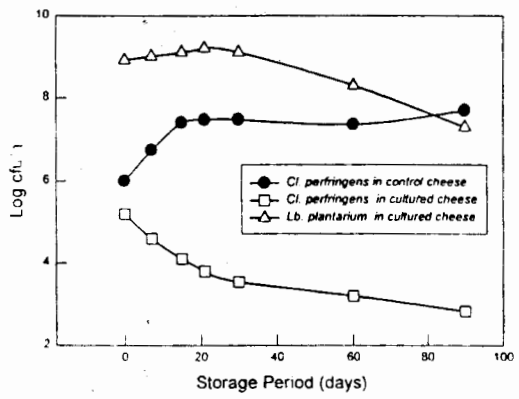 10
8
6
4
2
Log
Cl. perfringens in control cheese
Cl. perfringens in cultured cheese
Lb. plantarium in cultured cheese
0 20 40 60 80 100
Storage Period (days)